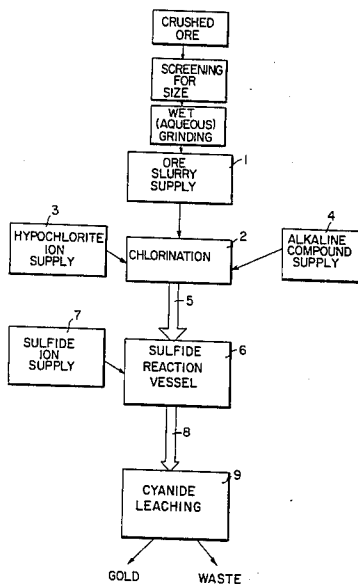 CRUSHED
ORE
SCREENING
FOR
SIZE
WET
(AQUEOUS)
GRINDING
1
ORE
SLURRY
SUPPLY
3
HYPOCHLORITE
ION
SUPPLY
2
CHLORINATION
4
ALKALINE
COMPOUND
SUPPLY
5
7
SULFIDE
ION
SUPPLY
6
SULFIDE
REACTION
VESSEL
8
9
CYANIDE
LEACHING
GOLD
WASTE